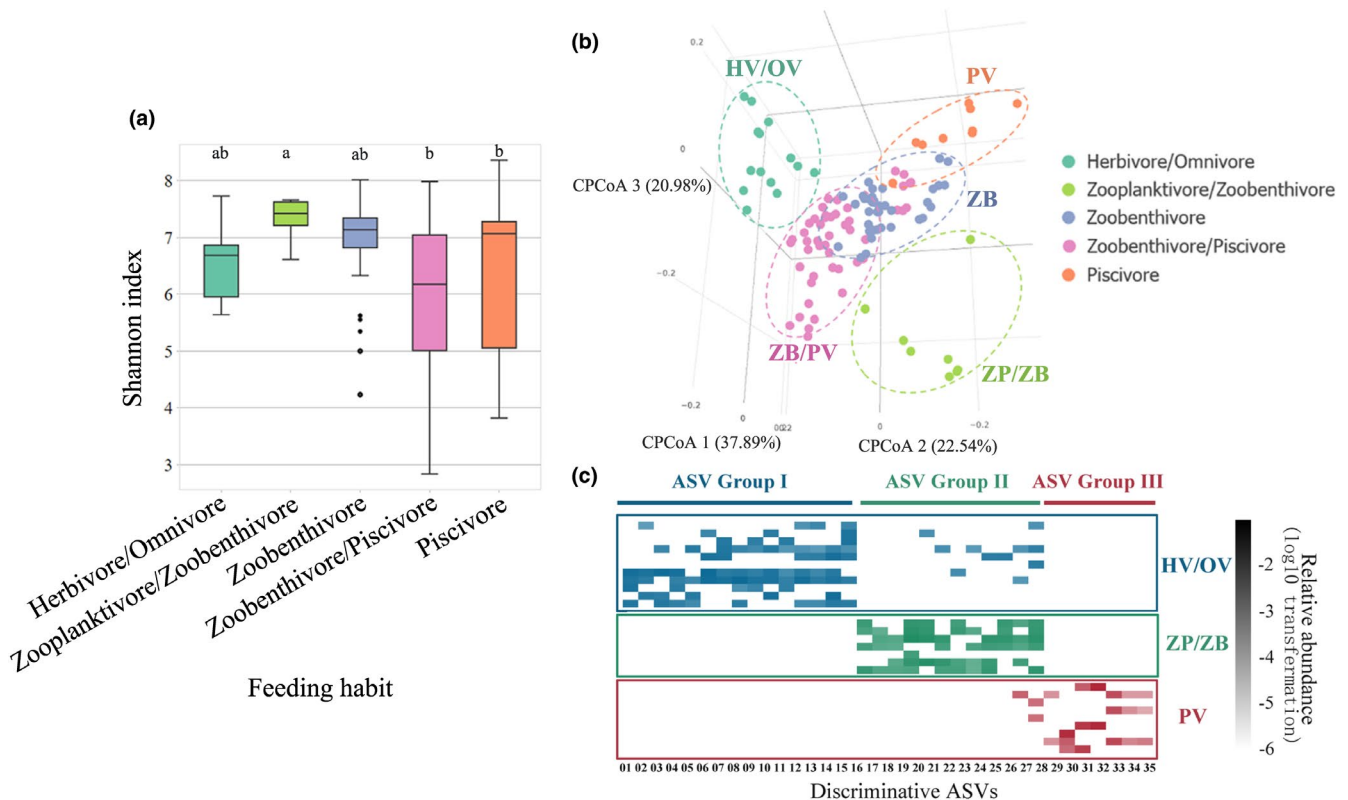 (a)
ab
a
ab
b
b
8
7
6
5
4
3
Shannon index
Herbivore/Omnivore
Zooplanktivore/Zoobenthivore
Zoobenthivore
Zoobenthivore/Piscivore
Piscivore
Feeding habit
(b)
0.2
0
-0.2
CPCoA 3 (20.98%)
HV/OV
PV
ZB
ZB/PV
ZP/ZB
-0.2
0
0
-0.2
CPCoA 1 (37.89%)
CPCoA 2 (22.54%)
Herbivore/Omnivore
Zooplanktivore/Zoobenthivore
Zoobenthivore
Zoobenthivore/Piscivore
Piscivore
(c)
ASV Group I
ASV Group II
ASV Group III
HV/OV
ZP/ZB
PV
01 02 03 04 05 06 07 08 09 10 11 12 13 14 15 16 17 18 19 20 21 22 23 24 25 26 27 28 29 30 31 32 33 34 35
Discriminative ASVs
-2
-3
-4
-5
-6
Relative abundance
(log10 transfermation)